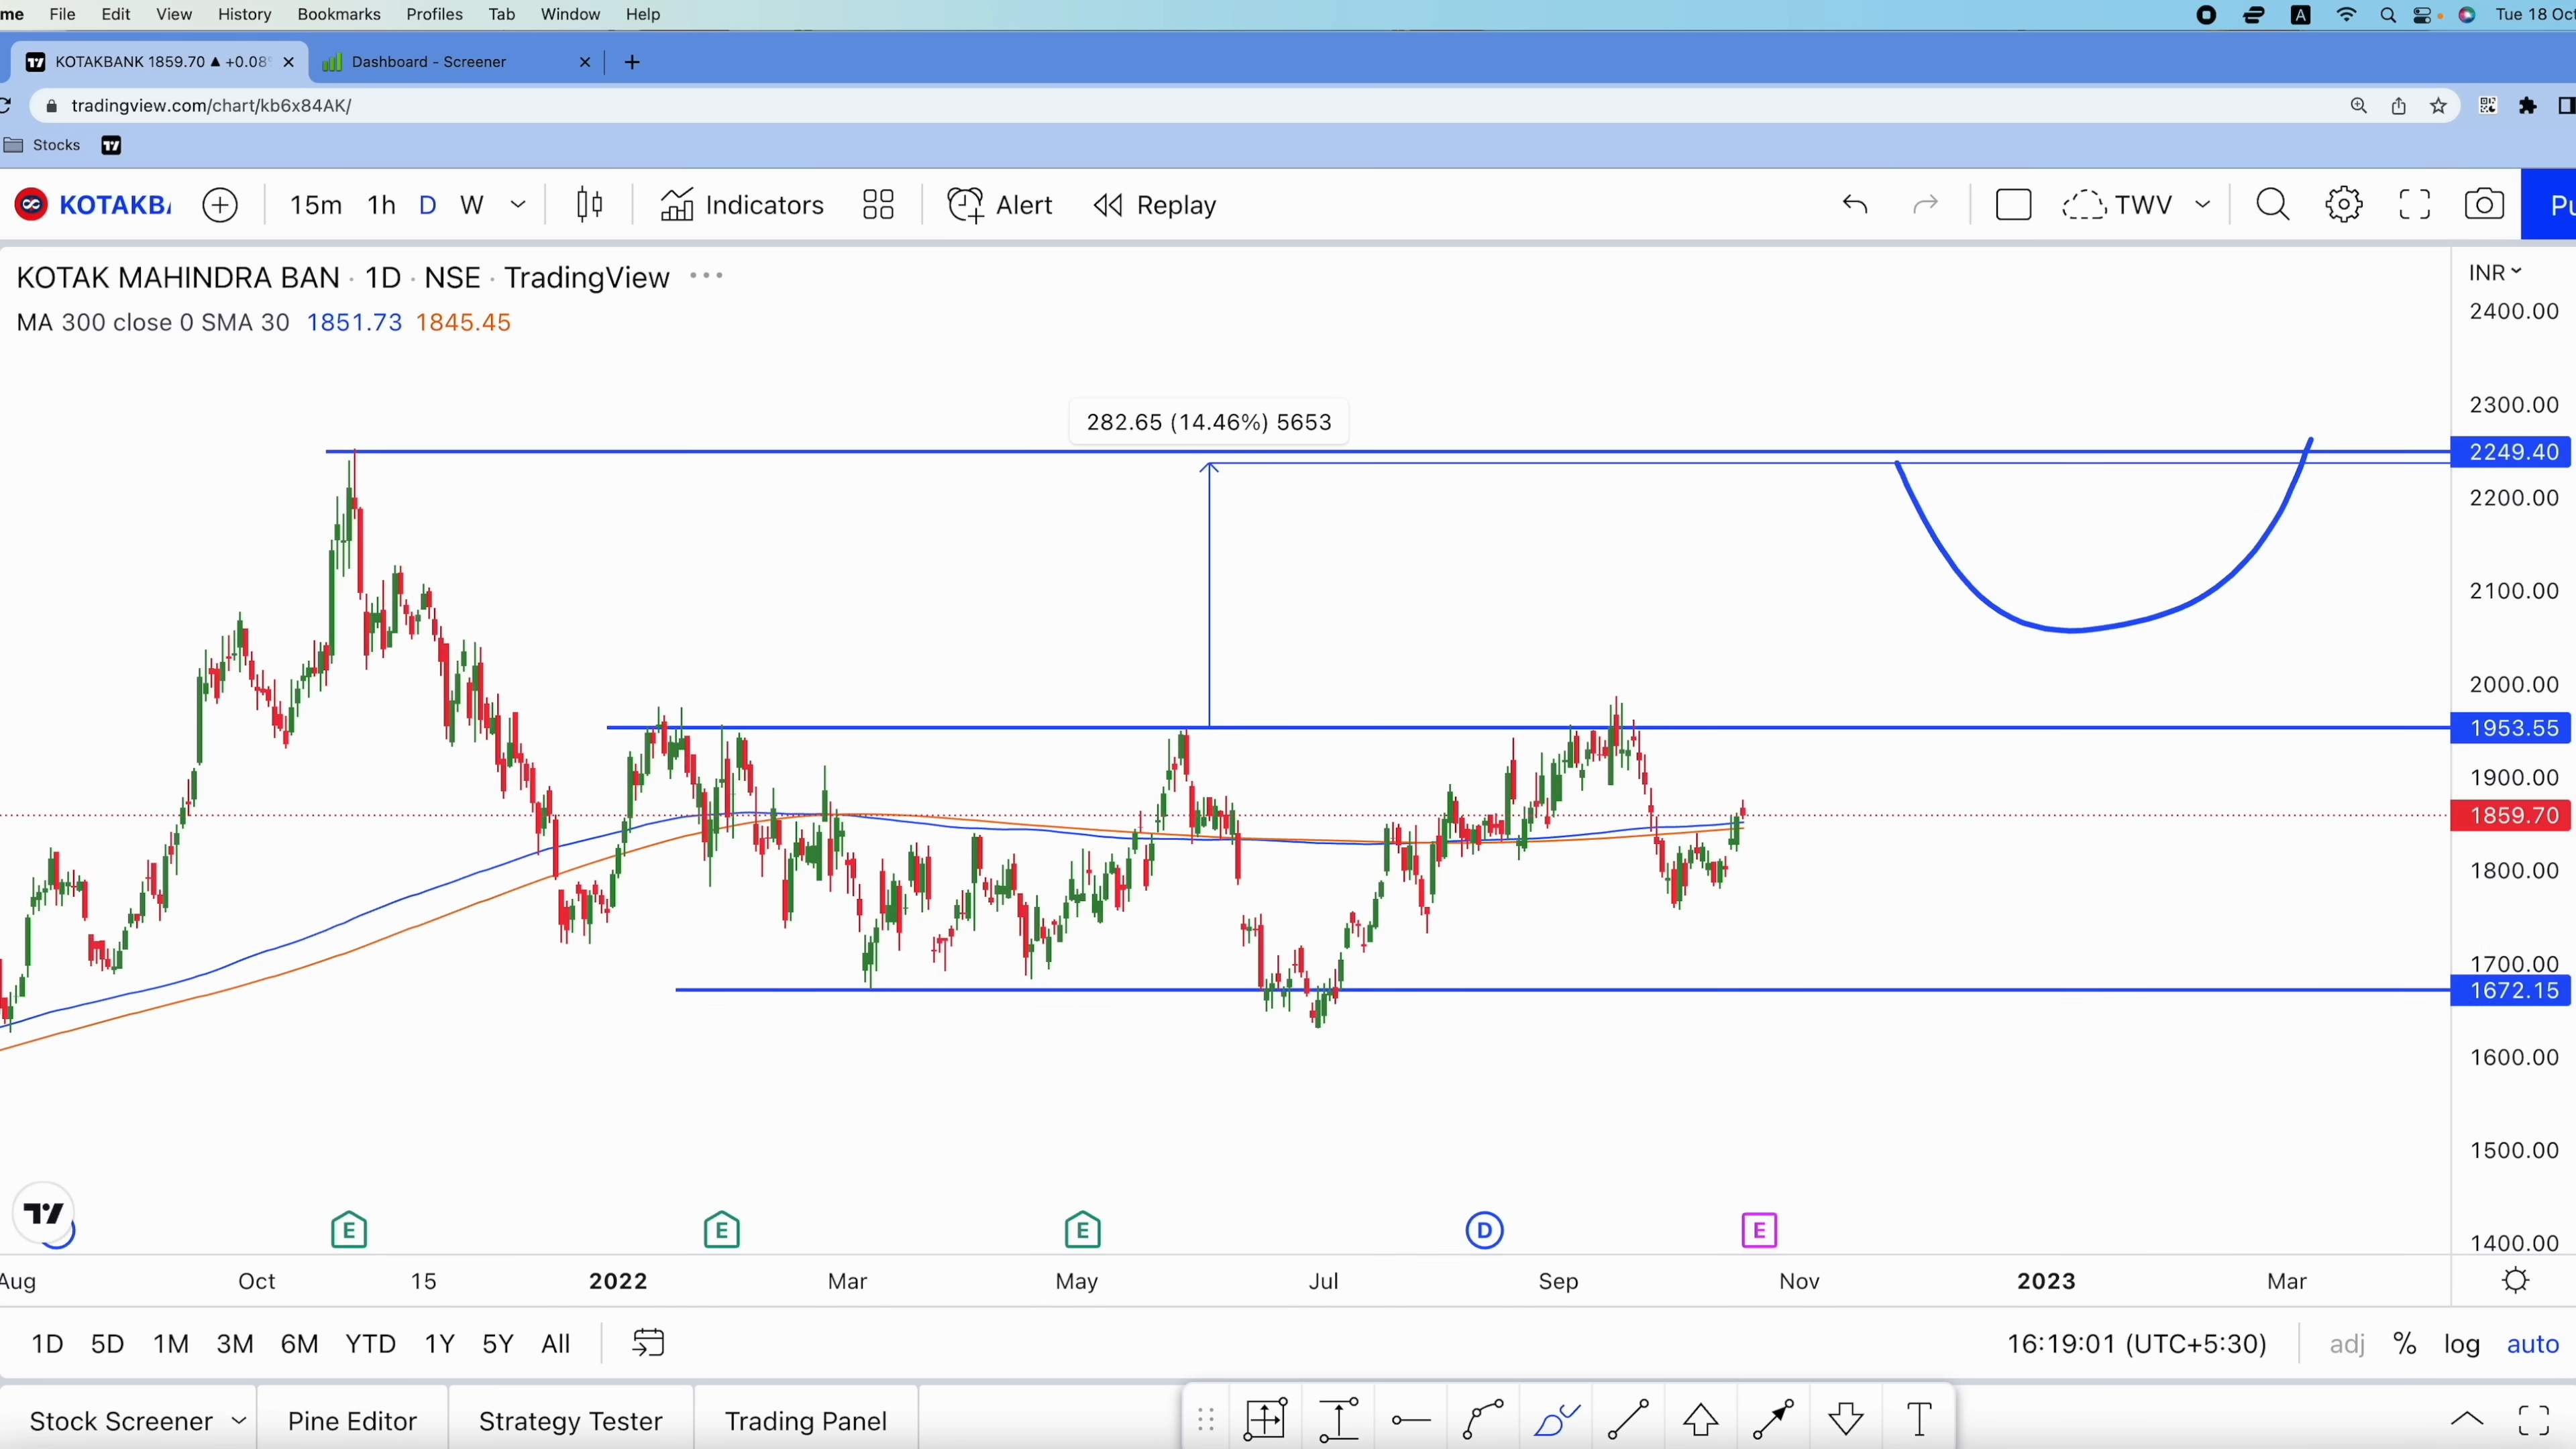 me File Edit View History Bookmarks Profiles Tab Window Help A Tue 18 Oct
KOTAKBANK 1859.70 ▲ +0.08% Dashboard - Screener
tradingview.com/chart/kb6x84AK/
Stocks
KOTAKBA 15m 1h D W Indicators Alert Replay TWV Pu
KOTAK MAHINDRA BAN · 1D · NSE · TradingView
MA 300 close 0 SMA 30 1851.73 1845.45
INR
2400.00
2300.00
282.65 (14.46%) 5653
2249.40
2200.00
2100.00
2000.00
1953.55
1900.00
1859.70
1800.00
1700.00
1672.15
1600.00
1500.00
E E E D E
1400.00
Aug Oct 15 2022 Mar May Jul Sep Nov 2023 Mar
1D 5D 1M 3M 6M YTD 1Y 5Y All 16:19:01 (UTC+5:30) adj % log auto
Stock Screener Pine Editor Strategy Tester Trading Panel T